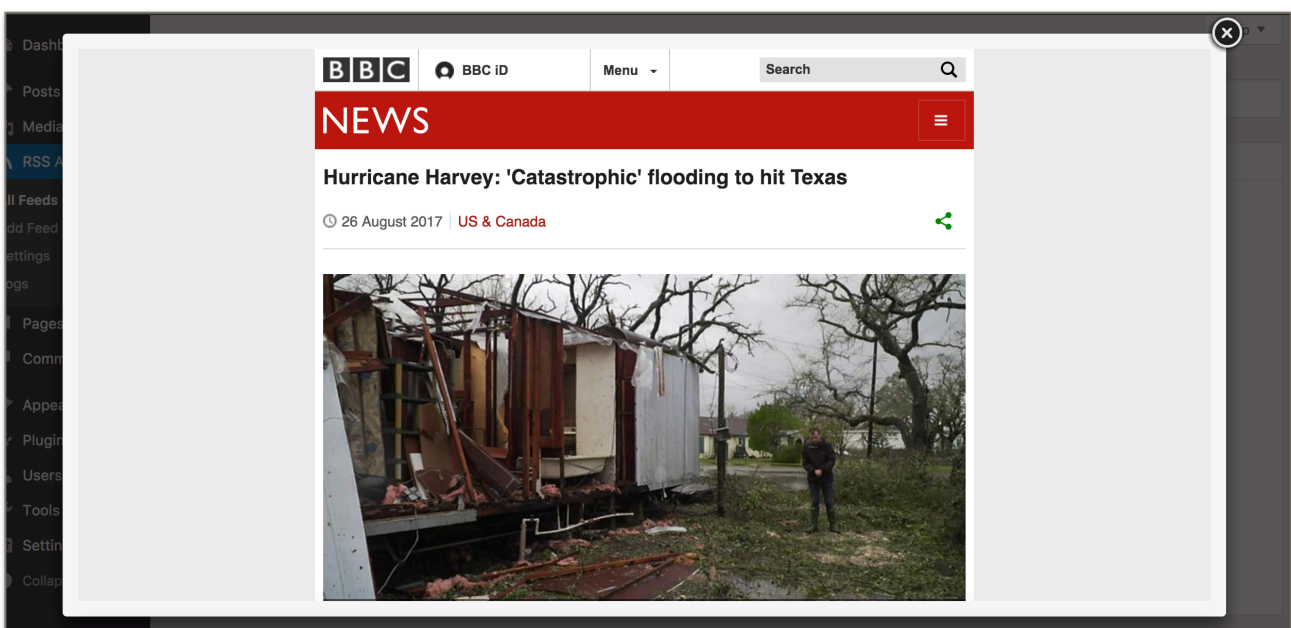 Dashb
Posts
Media
RSS A
ll Feeds
dd Feed
ettings
ogs
Pages
Comm
Appea
Plugin
Users
Tools
Settin
Collap
BBC
BBC iD
Menu
Search
NEWS
Hurricane Harvey: 'Catastrophic' flooding to hit Texas
26 August 2017
US & Canada